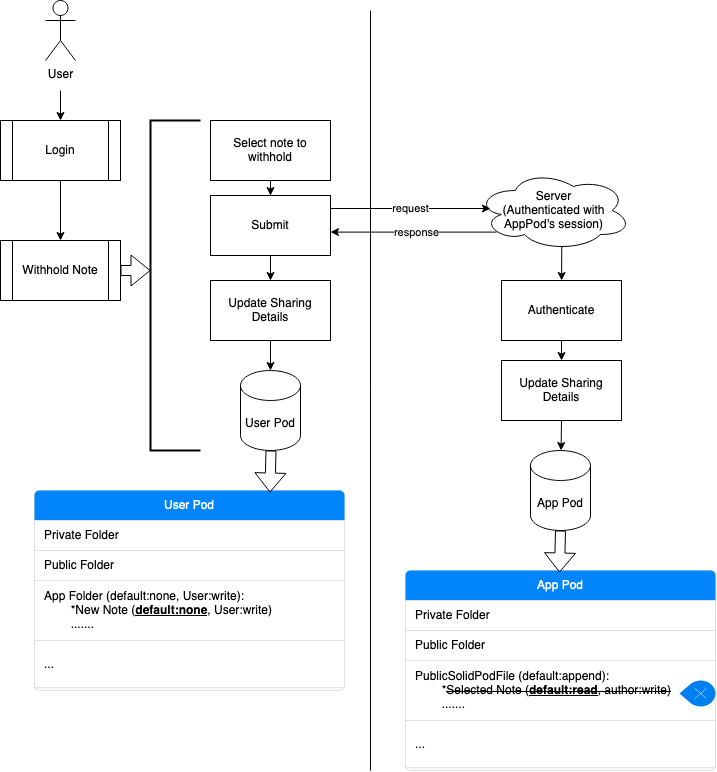 User
Login
Withhold Note
Select note to
withhold
Submit
Update Sharing
Details
User Pod
request
response
Server
(Authenticated with
AppPod's session)
Authenticate
Update Sharing
Details
App Pod
User Pod
Private Folder
Public Folder
App Folder (default:none, User:write):
*New Note (default:none, User:write)
.......
...
App Pod
Private Folder
Public Folder
PublicSolidPodFile (default:append):
*Selected Note (default:read, author:write)
.......
...